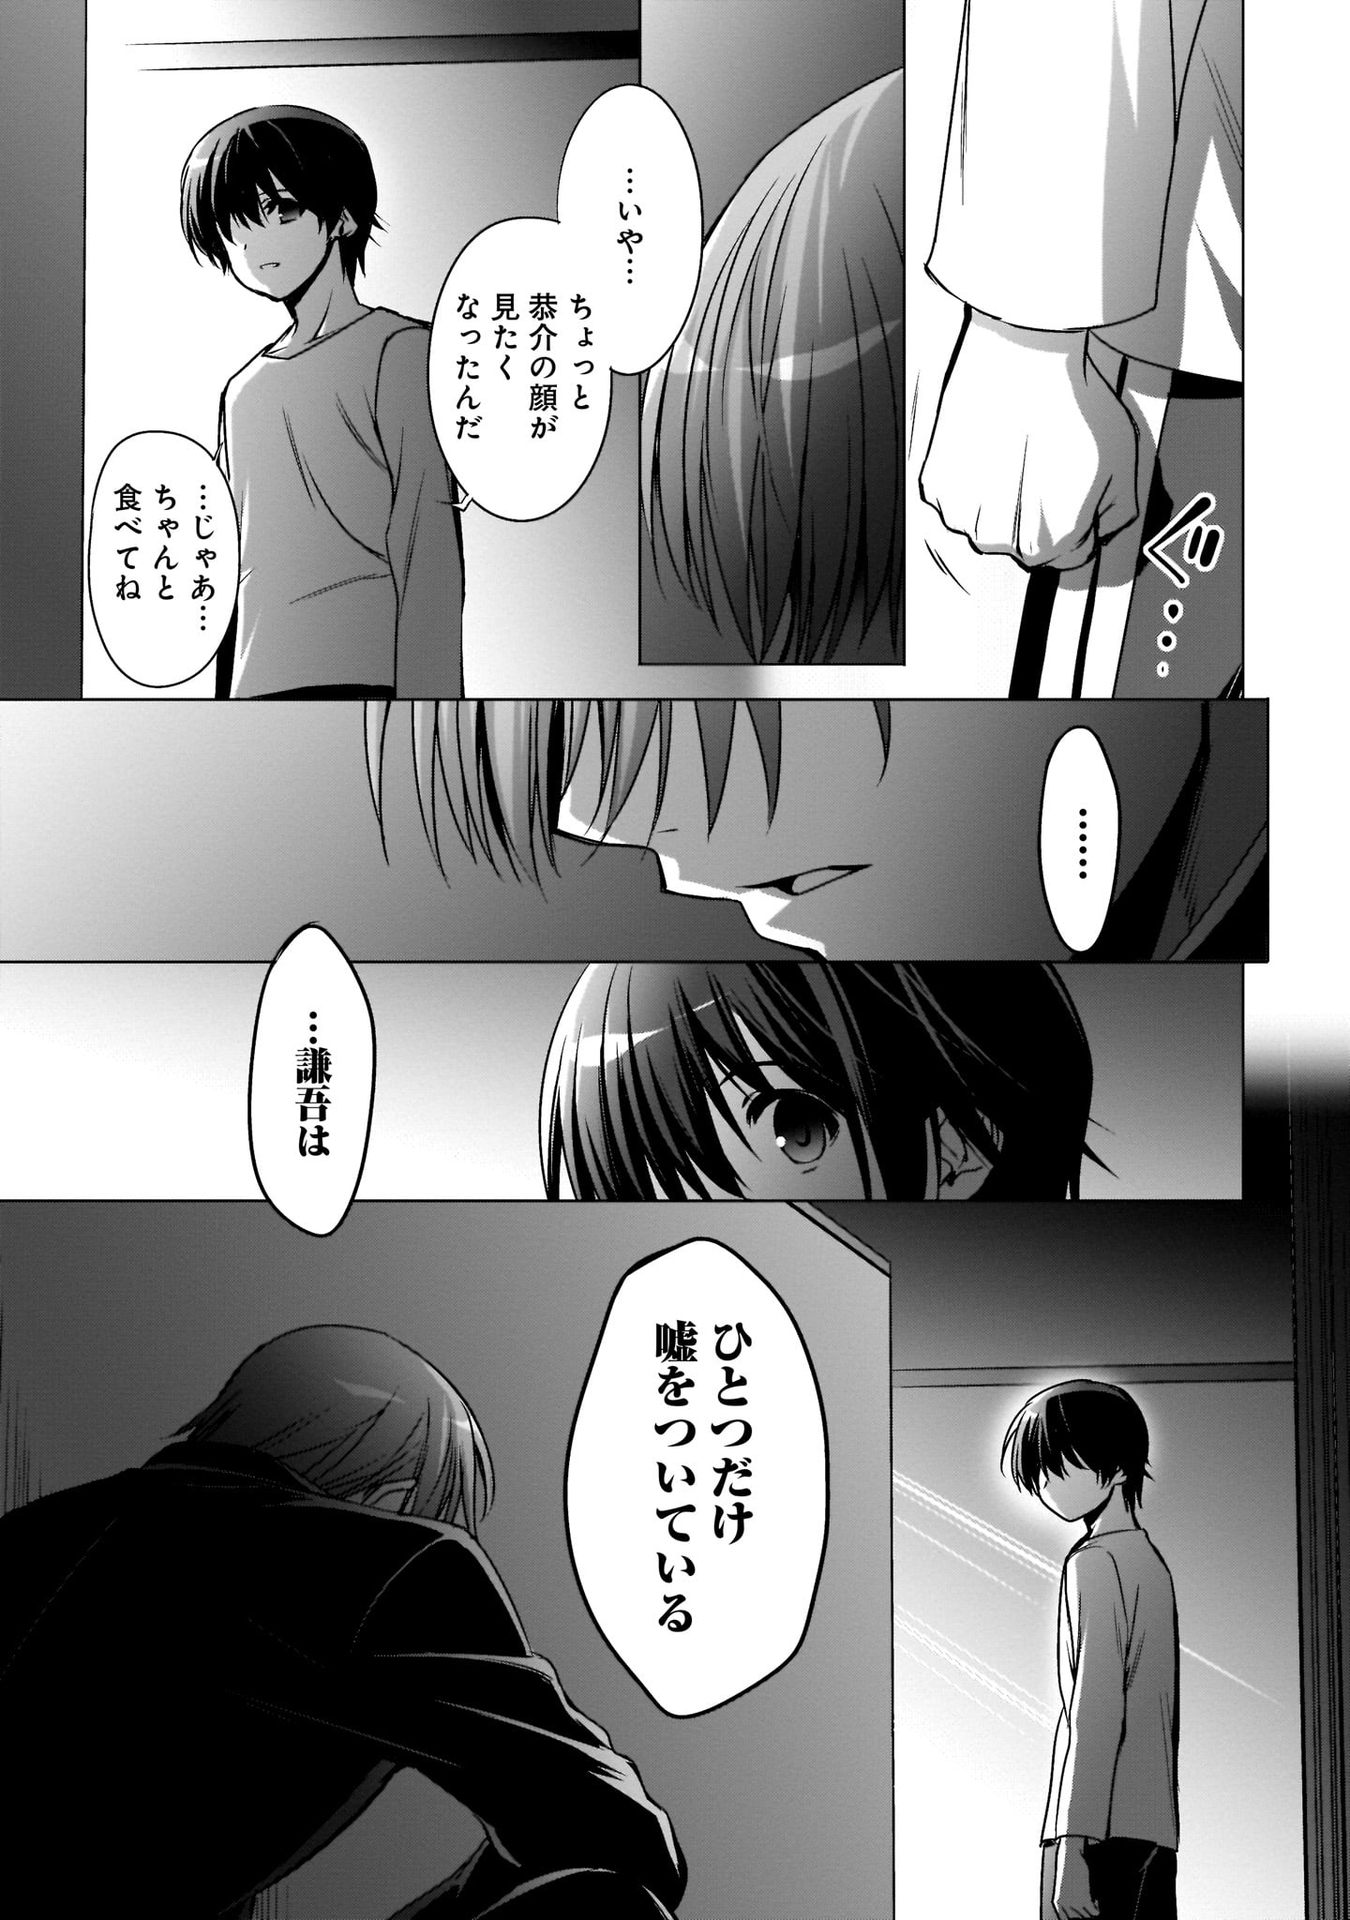 グ゛…
…いや…
ちょっと
恭介の顔が
見たく
なったんだ
…じゃあ…
ちゃんと
食べてね
……
…謙吾は
ひとつだけ
嘘をついている